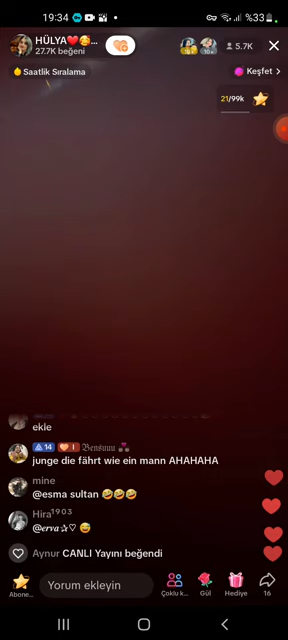 19:34
%33
HÜLYA❤️🥰...
27.7K beğeni
5.7K
Saatlik Sıralama
Keşfet >
21/99k
ekle
14 I Bensuuu
junge die fährt wie ein mann AHAHAHA
mine
@esma sultan 🤣🤣🤣
Hira¹⁹⁰³
@erva✰♡ 😅
Aynur CANLI Yayını beğendi
Abone...
Yorum ekleyin
Çoklu k...
Gül
Hediye
16